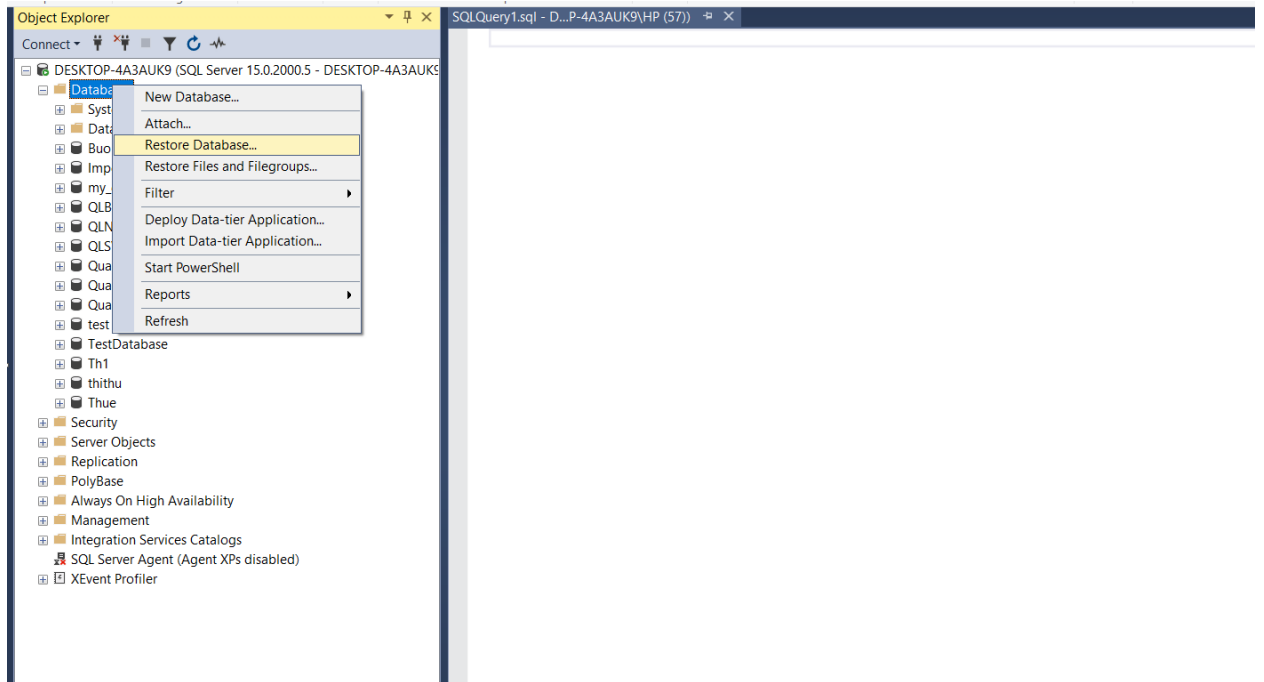 Object Explorer
SQLQuery1.sql - D...P-4A3AUK9\HP (57))
Connect
DESKTOP-4A3AUK9 (SQL Server 15.0.2000.5 - DESKTOP-4A3AUK9
Databa
New Database...
Syst
Attach...
Data
Restore Database...
Buo
Restore Files and Filegroups...
Imp
my_
Filter
QLB
Deploy Data-tier Application...
QLN
Import Data-tier Application...
QLS
Qua
Start PowerShell
Qua
Reports
Qua
Refresh
test
TestDatabase
Th1
thithu
Thue
Security
Server Objects
Replication
PolyBase
Always On High Availability
Management
Integration Services Catalogs
SQL Server Agent (Agent XPs disabled)
XEvent Profiler